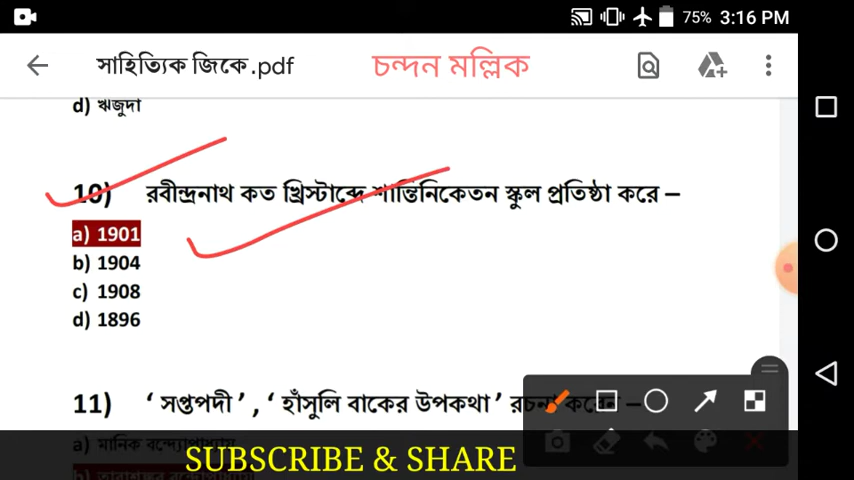 75% 3:16 PM
সাহিত্যিক জিকে.pdf চন্দন মল্লিক
d) ঋজুদা
10) রবীন্দ্রনাথ কত খ্রিস্টাব্দে শান্তিনিকেতন স্কুল প্রতিষ্ঠা করে –
a) 1901
b) 1904
c) 1908
d) 1896
11) ‘ সপ্তপদী ’ , ‘ হাঁসুলি বাকের উপকথা ’ রচনা করেন –
a) মানিক বন্দ্যোপাধ্যায়
SUBSCRIBE & SHARE